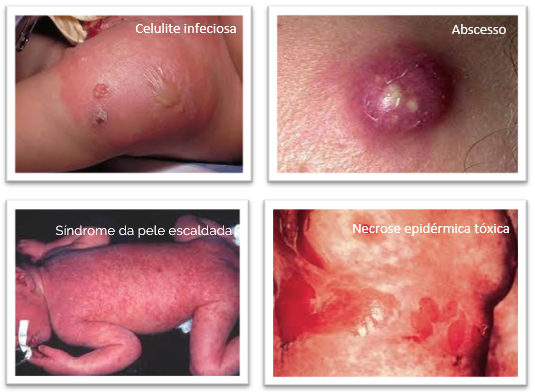 Celulite infeciosa
Abscesso
Síndrome da pele escaldada
Necrose epidérmica tóxica